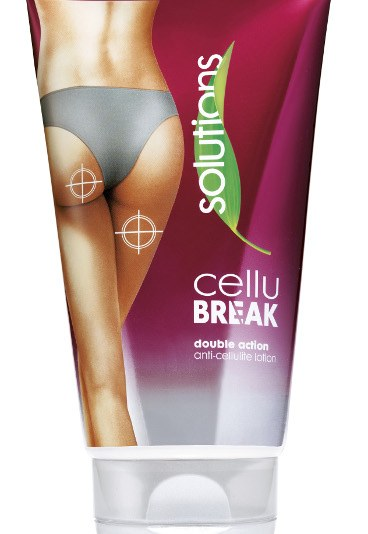 solutions
cellu
BREAK
double action
anti-cellulite lotion